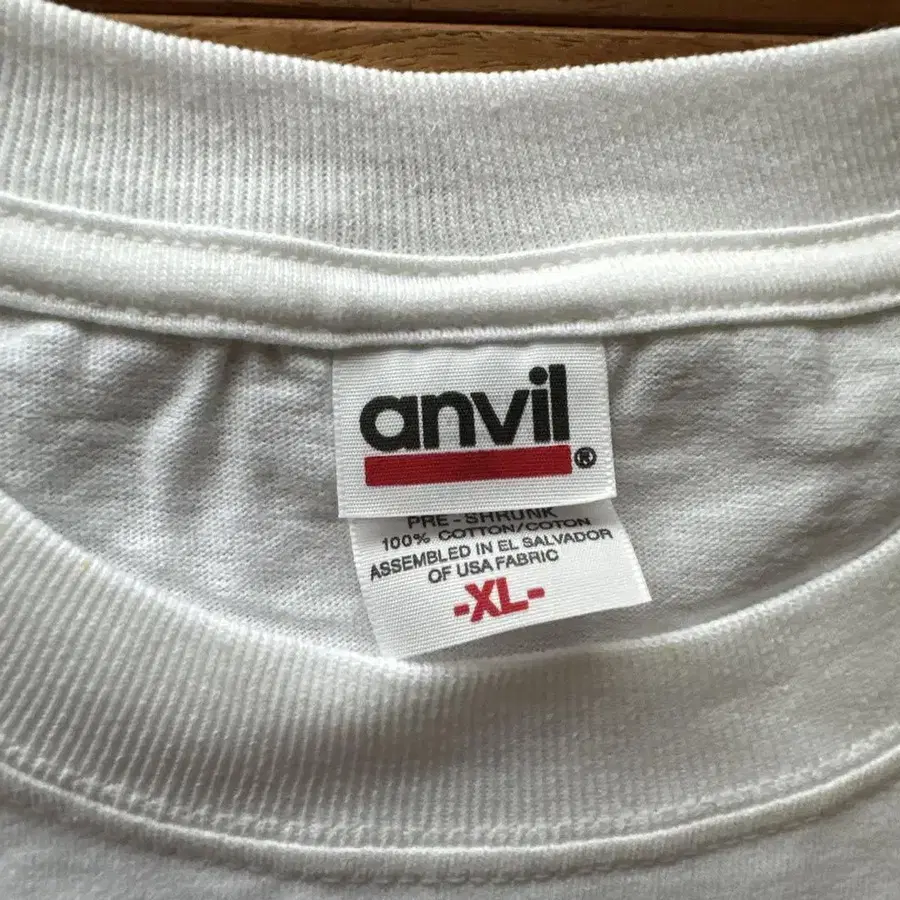 anvil®
PRE-SHRUNK
100% COTTON/COTON
ASSEMBLED IN EL SALVADOR
OF USA FABRIC
-XL-